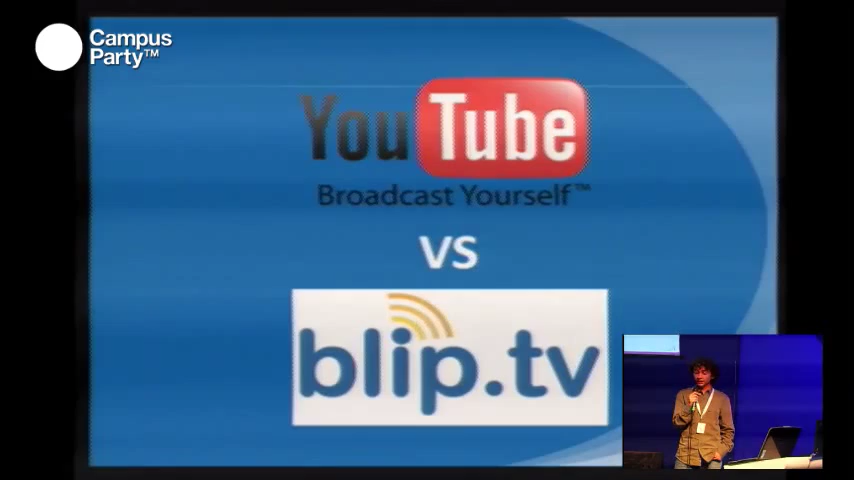 Campus
Party™
YouTube
Broadcast Yourself™
VS
blip.tv